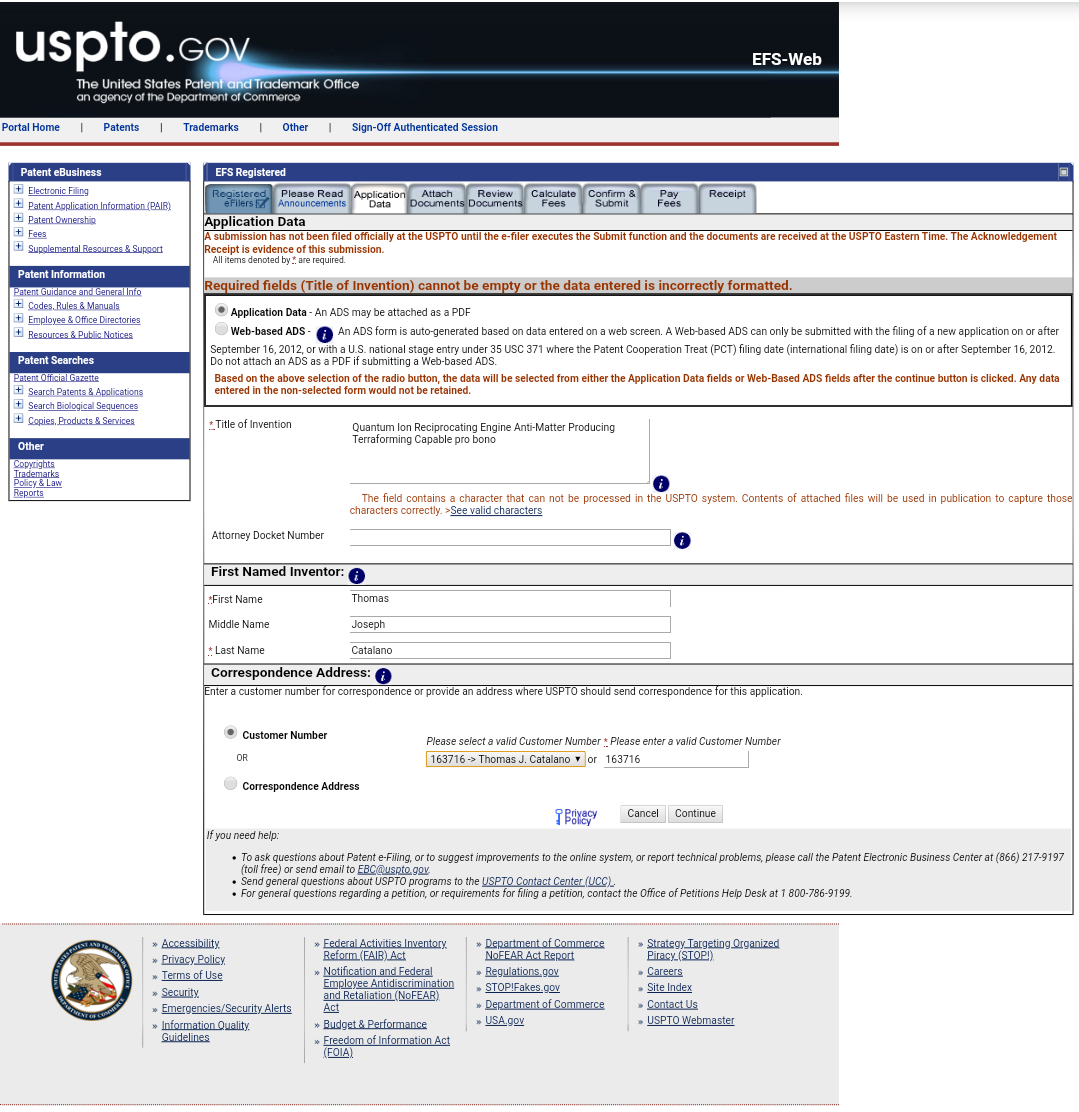 uspto.GOV
The United States Patent and Trademark Office
an agency of the Department of Commerce
EFS-Web
Portal Home | Patents | Trademarks | Other | Sign-Off Authenticated Session
Patent eBusiness
Electronic Filing
Patent Application Information (PAIR)
Patent Ownership
Fees
Supplemental Resources & Support
Patent Information
Patent Guidance and General Info
Codes, Rules & Manuals
Employee & Office Directories
Resources & Public Notices
Patent Searches
Patent Official Gazette
Search Patents & Applications
Search Biological Sequences
Copies, Products & Services
Other
Copyrights
Trademarks
Policy & Law
Reports
EFS Registered
Registered eFilers
Please Read Announcements
Application Data
Attach Documents
Review Documents
Calculate Fees
Confirm & Submit
Pay Fees
Receipt
Application Data
A submission has not been filed officially at the USPTO until the e-filer executes the Submit function and the documents are received at the USPTO Eastern Time. The Acknowledgement
Receipt is evidence of this submission.
All items denoted by * are required.
Required fields (Title of Invention) cannot be empty or the data entered is incorrectly formatted.
Application Data - An ADS may be attached as a PDF
Web-based ADS - i An ADS form is auto-generated based on data entered on a web screen. A Web-based ADS can only be submitted with the filing of a new application on or after
September 16, 2012, or with a U.S. national stage entry under 35 USC 371 where the Patent Cooperation Treat (PCT) filing date (international filing date) is on or after September 16, 2012.
Do not attach an ADS as a PDF if submitting a Web-based ADS.
Based on the above selection of the radio button, the data will be selected from either the Application Data fields or Web-Based ADS fields after the continue button is clicked. Any data
entered in the non-selected form would not be retained.
* Title of Invention
Quantum Ion Reciprocating Engine Anti-Matter Producing
Terraforming Capable pro bono
i
The field contains a character that can not be processed in the USPTO system. Contents of attached files will be used in publication to capture those
characters correctly. >See valid characters
Attorney Docket Number
i
First Named Inventor: i
*First Name Thomas
Middle Name Joseph
* Last Name Catalano
Correspondence Address: i
Enter a customer number for correspondence or provide an address where USPTO should send correspondence for this application.
Customer Number
Please select a valid Customer Number * Please enter a valid Customer Number
OR
163716 -> Thomas J. Catalano ▼ or 163716
Correspondence Address
Privacy Policy
Cancel
Continue
If you need help:
• To ask questions about Patent e-Filing, or to suggest improvements to the online system, or report technical problems, please call the Patent Electronic Business Center at (866) 217-9197
(toll free) or send email to EBC@uspto.gov.
• Send general questions about USPTO programs to the USPTO Contact Center (UCC) .
• For general questions regarding a petition, or requirements for filing a petition, contact the Office of Petitions Help Desk at 1 800-786-9199.
UNITED STATES PATENT AND TRADEMARK OFFICE
DEPARTMENT OF COMMERCE
» Accessibility
» Privacy Policy
» Terms of Use
» Security
» Emergencies/Security Alerts
» Information Quality
Guidelines
» Federal Activities Inventory
Reform (FAIR) Act
» Notification and Federal
Employee Antidiscrimination
and Retaliation (NoFEAR)
Act
» Budget & Performance
» Freedom of Information Act
(FOIA)
» Department of Commerce
NoFEAR Act Report
» Regulations.gov
» STOP!Fakes.gov
» Department of Commerce
» USA.gov
» Strategy Targeting Organized
Piracy (STOP!)
» Careers
» Site Index
» Contact Us
» USPTO Webmaster